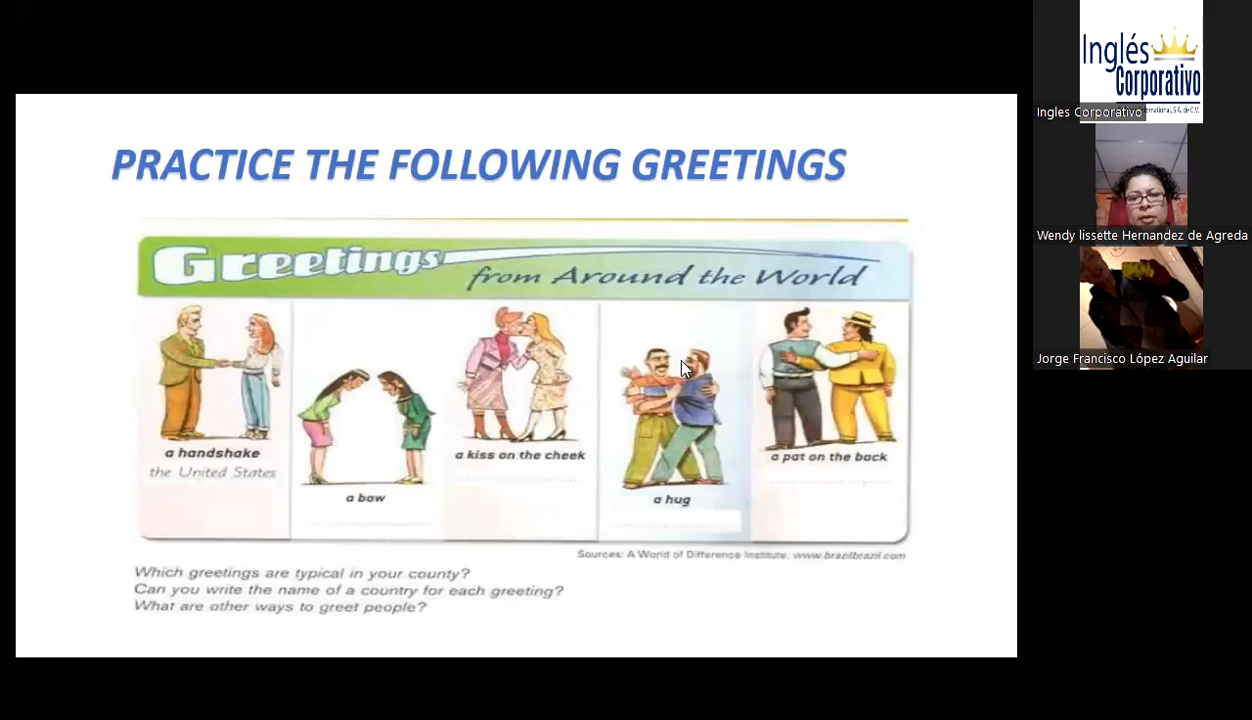 PRACTICE THE FOLLOWING GREETINGS
Greetings
from Around the World
a handshake
the United States
a bow
a kiss on the cheek
a hug
a pat on the back
Sources: A World of Difference Institute; www.brazilbrazil.com
Which greetings are typical in your county?
Can you write the name of a country for each greeting?
What are other ways to greet people?
Inglés
Corporativo
International, S.A. de C.V.
Ingles Corporativo
Wendy lissette Hernandez de Agreda
Jorge Francisco López Aguilar